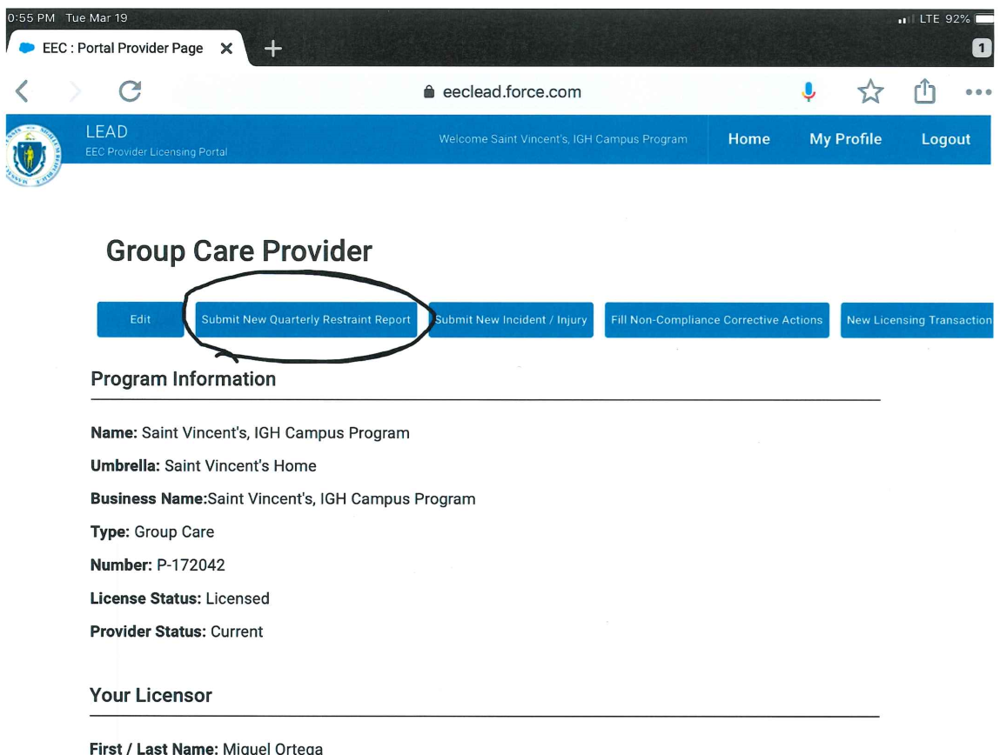 0:55 PM Tue Mar 19
LTE 92%
EEC : Portal Provider Page
1
eeclead.force.com
LEAD
EEC Provider Licensing Portal
Welcome Saint Vincent's, IGH Campus Program
Home
My Profile
Logout
Group Care Provider
Edit
Submit New Quarterly Restraint Report
Submit New Incident / Injury
Fill Non-Compliance Corrective Actions
New Licensing Transaction
Program Information
Name: Saint Vincent's, IGH Campus Program
Umbrella: Saint Vincent's Home
Business Name:Saint Vincent's, IGH Campus Program
Type: Group Care
Number: P-172042
License Status: Licensed
Provider Status: Current
Your Licensor
First / Last Name: Miguel Ortega